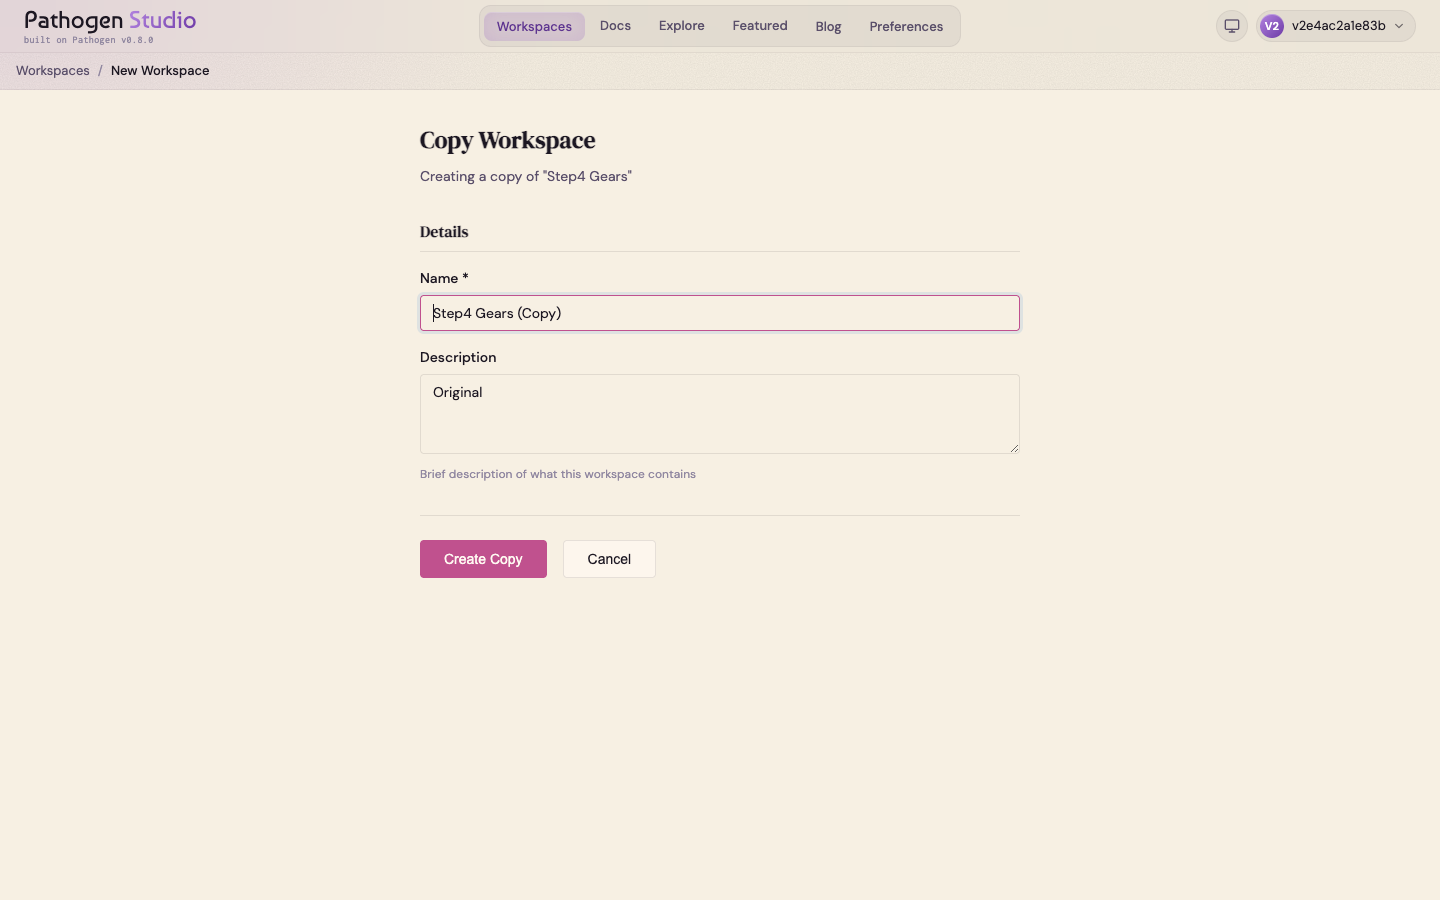 Pathogen Studio
built on Pathogen v0.8.0
Workspaces
Docs
Explore
Featured
Blog
Preferences
V2
v2e4ac2a1e83b
Workspaces / New Workspace
Copy Workspace
Creating a copy of "Step4 Gears"
Details
Name *
Step4 Gears (Copy)
Description
Original
Brief description of what this workspace contains
Create Copy
Cancel